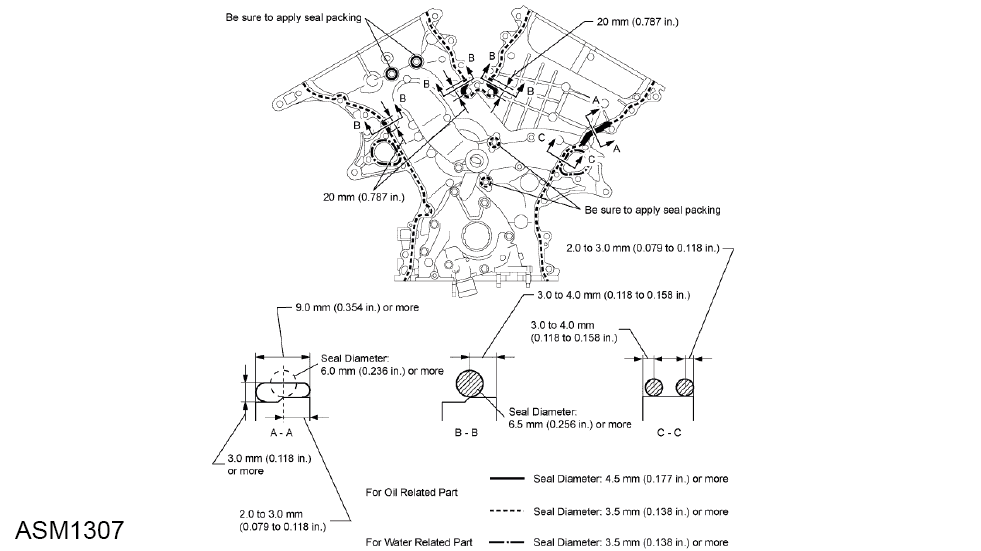 Be sure to apply seal packing
20 mm (0.787 in.)
B
B
B
B
B
B
A
A
C
C
20 mm (0.787 in.)
Be sure to apply seal packing
2.0 to 3.0 mm (0.079 to 0.118 in.)
9.0 mm (0.354 in.) or more
3.0 to 4.0 mm (0.118 to 0.158 in.)
3.0 to 4.0 mm
(0.118 to 0.158 in.)
Seal Diameter:
6.0 mm (0.236 in.) or more
Seal Diameter:
6.5 mm (0.256 in.) or more
A - A
B - B
C - C
3.0 mm (0.118 in.)
or more
2.0 to 3.0 mm
(0.079 to 0.118 in.)
For Oil Related Part
Seal Diameter: 4.5 mm (0.177 in.) or more
Seal Diameter: 3.5 mm (0.138 in.) or more
For Water Related Part
Seal Diameter: 3.5 mm (0.138 in.) or more
ASM1307